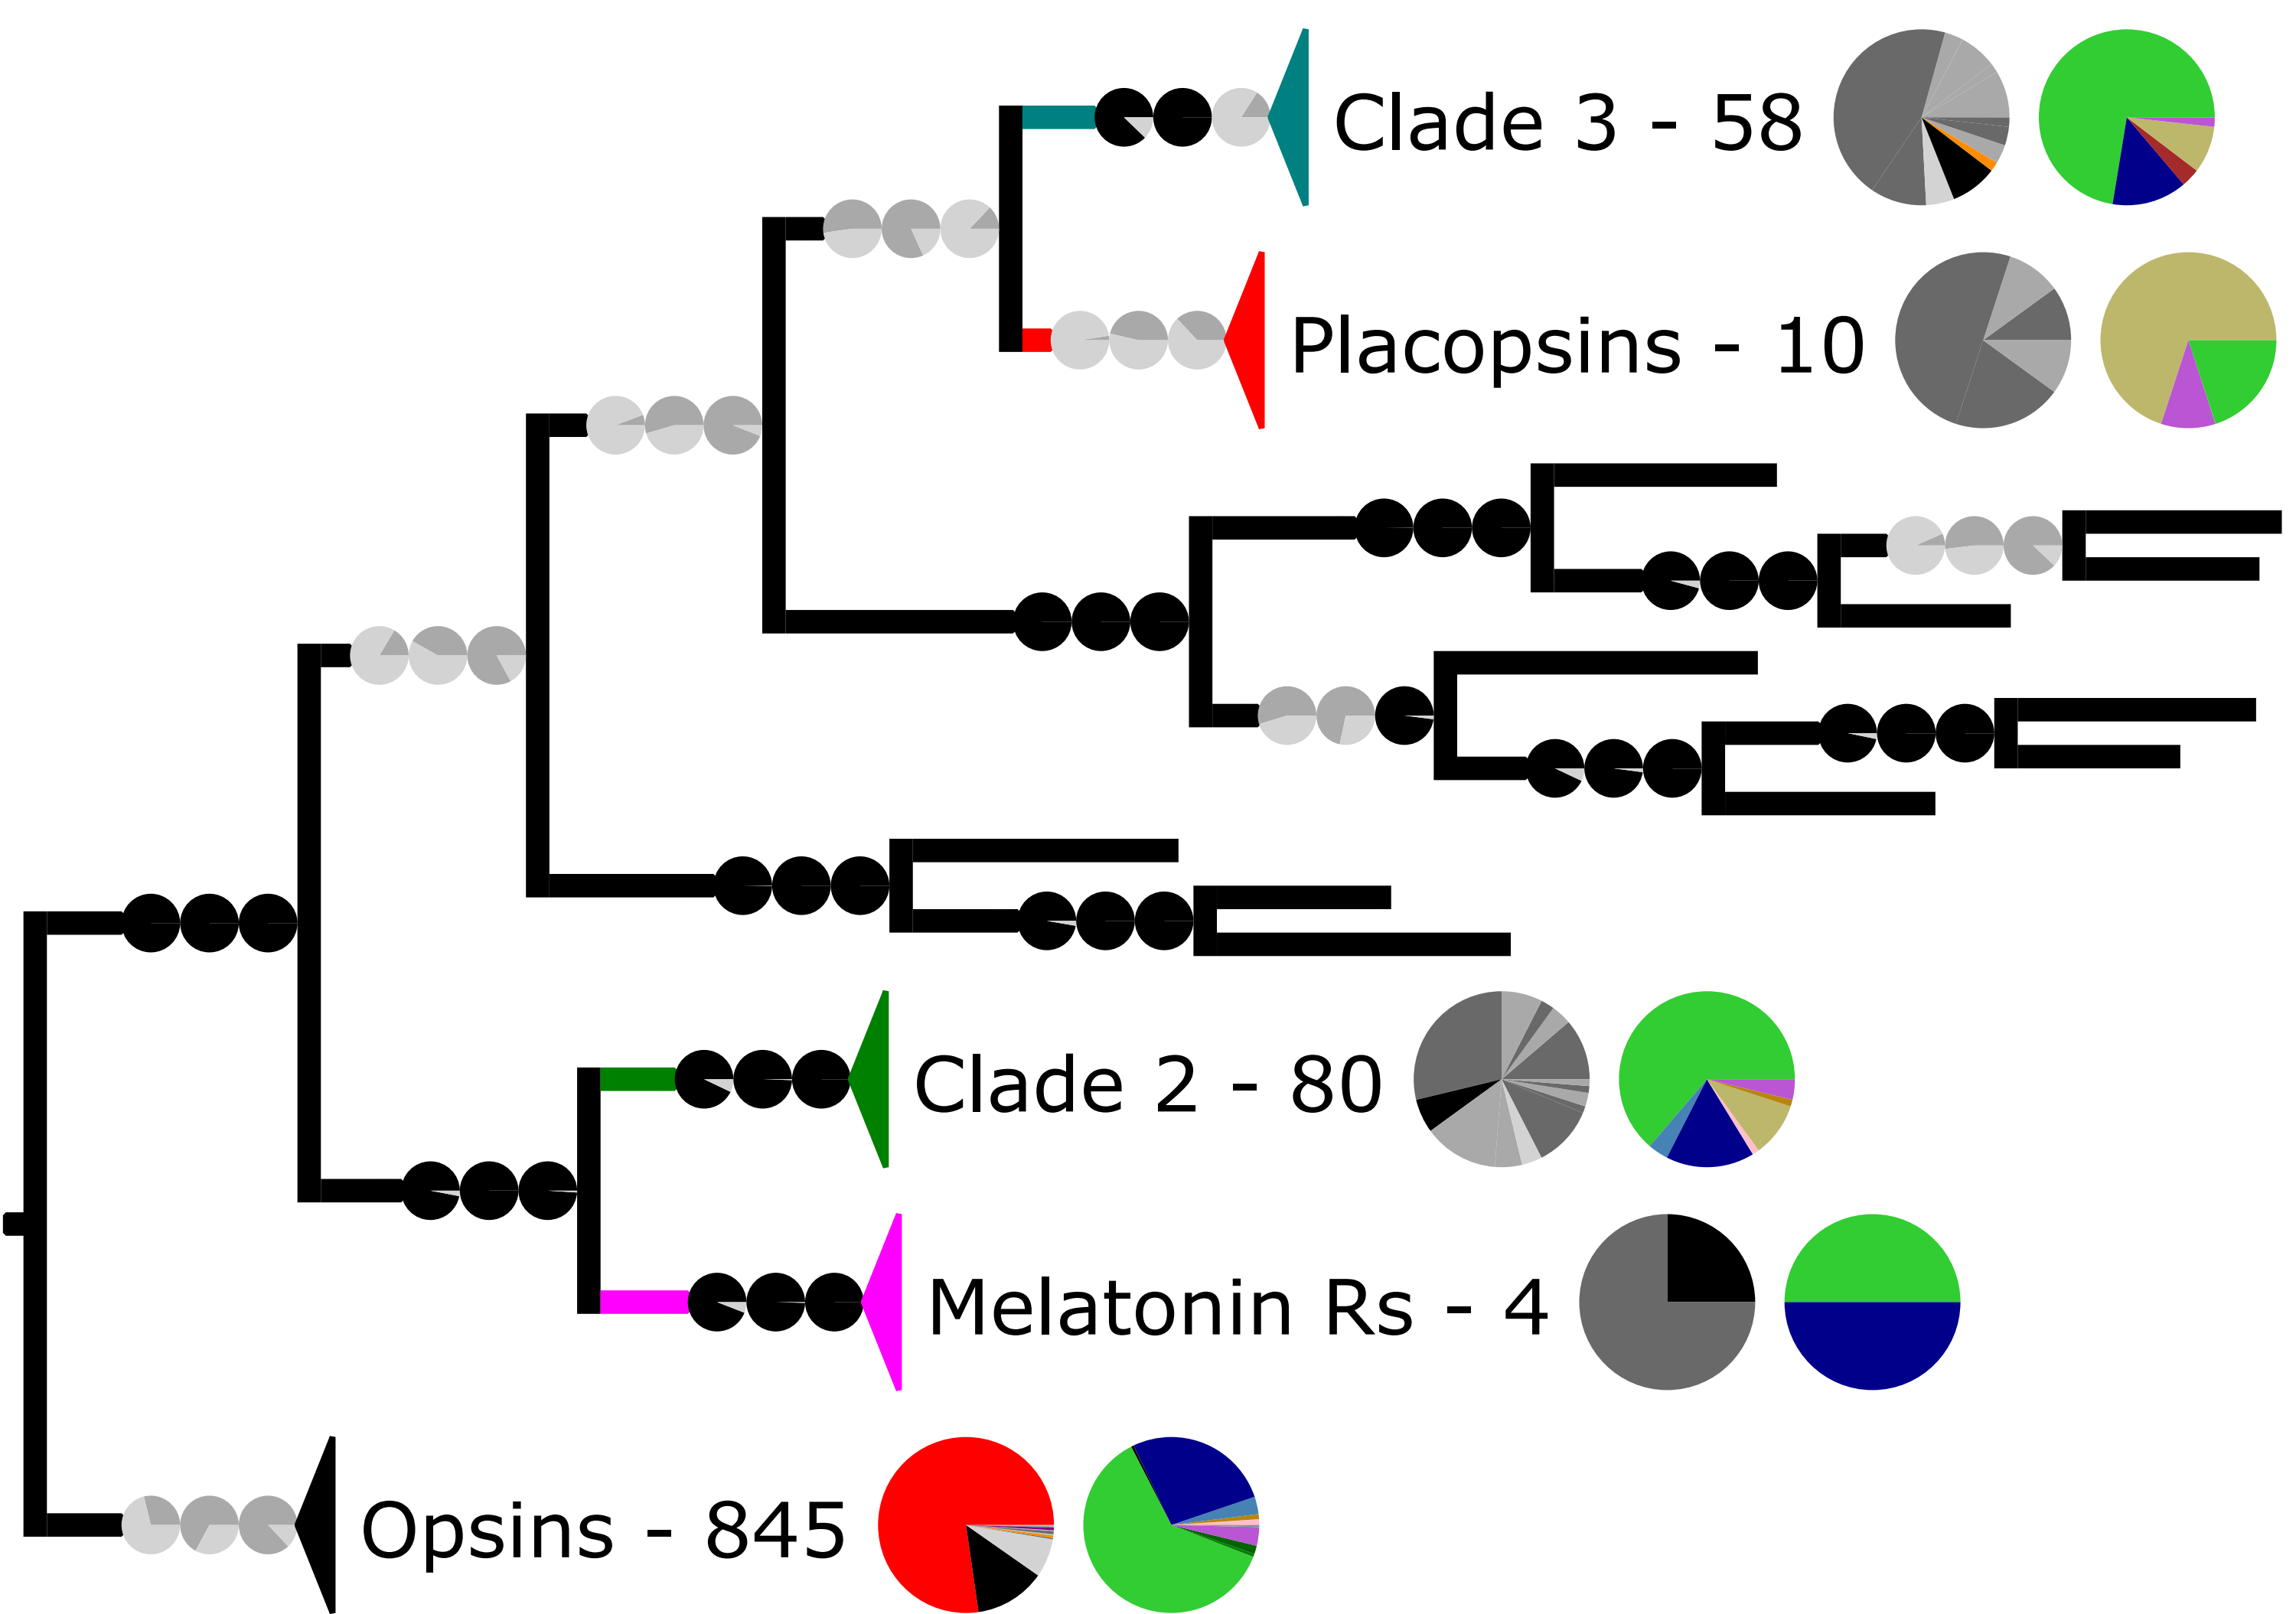 Clade 3 - 58
Placopsins - 10
Clade 2 - 80
Melatonin Rs - 4
Opsins - 845